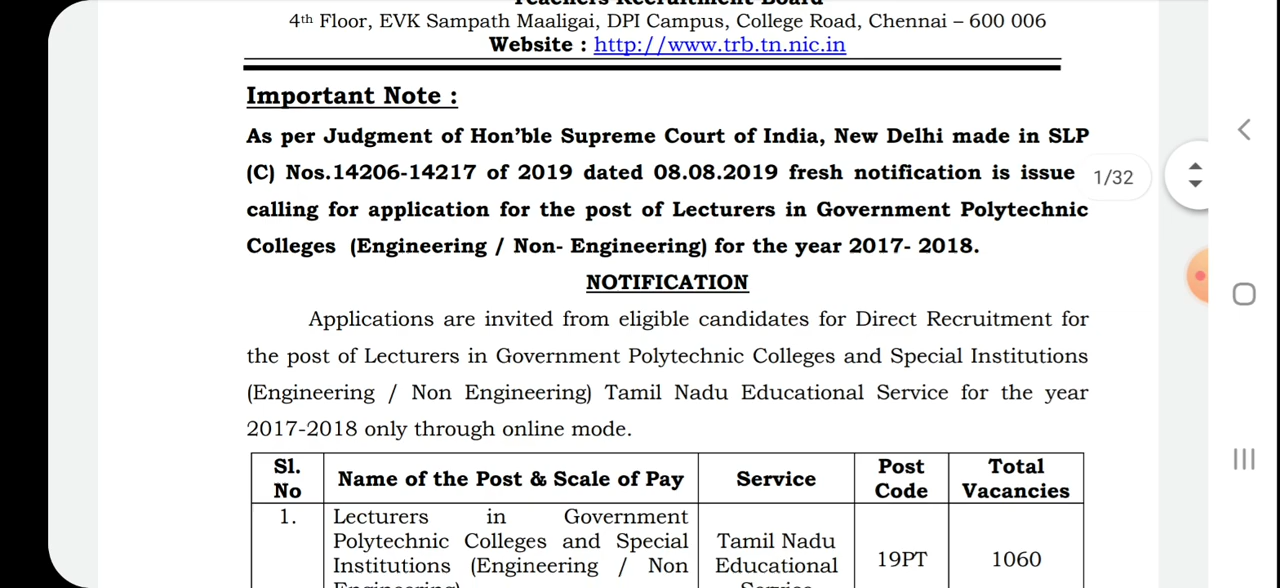 Teachers Recruitment Board
4th Floor, EVK Sampath Maaligai, DPI Campus, College Road, Chennai – 600 006
Website : http://www.trb.tn.nic.in
Important Note :
As per Judgment of Hon’ble Supreme Court of India, New Delhi made in SLP
(C) Nos.14206-14217 of 2019 dated 08.08.2019 fresh notification is issue
1/32
calling for application for the post of Lecturers in Government Polytechnic
Colleges (Engineering / Non- Engineering) for the year 2017- 2018.
NOTIFICATION
Applications are invited from eligible candidates for Direct Recruitment for
the post of Lecturers in Government Polytechnic Colleges and Special Institutions
(Engineering / Non Engineering) Tamil Nadu Educational Service for the year
2017-2018 only through online mode.
Sl. No Name of the Post & Scale of Pay Service Post Code Total Vacancies
1. Lecturers in Government
Polytechnic Colleges and Special
Institutions (Engineering / Non
Engineering)
Tamil Nadu
Educational
Service
19PT
1060